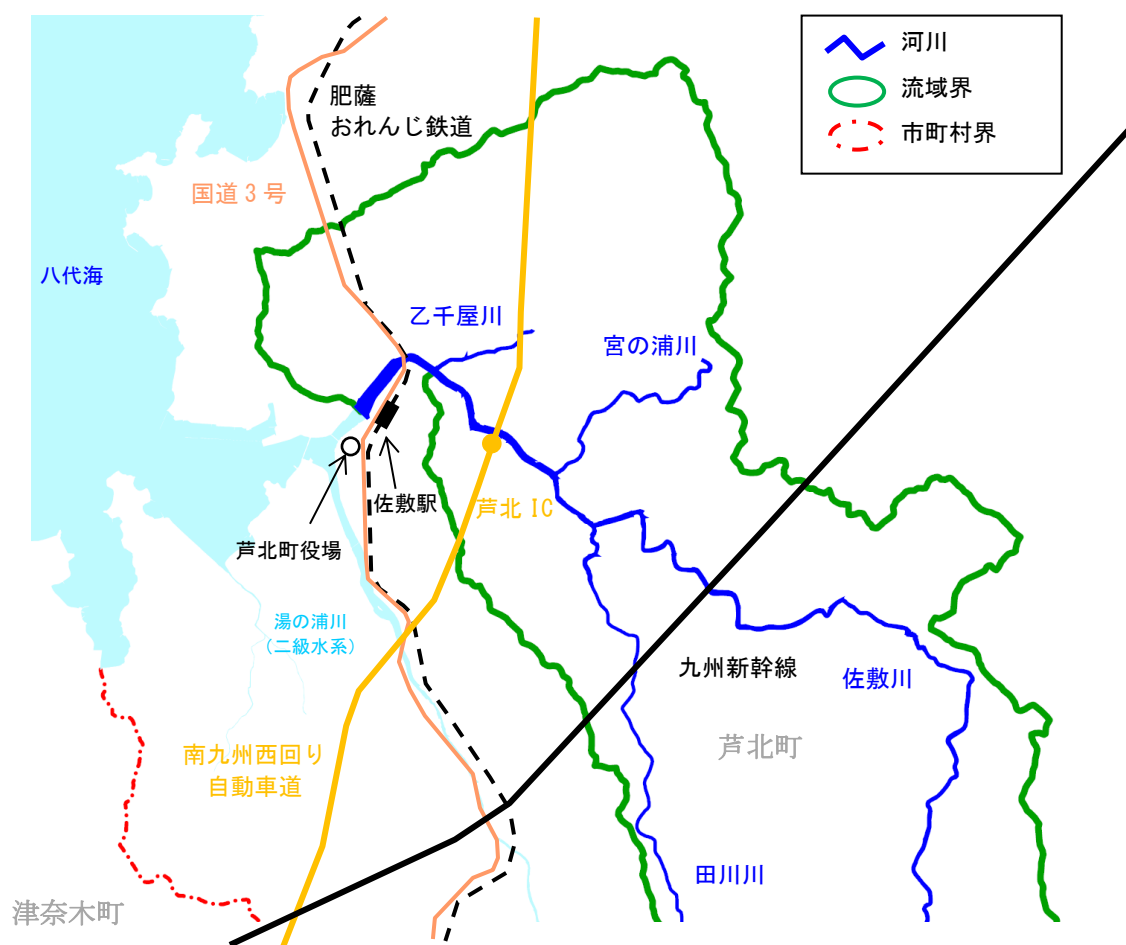 河川
流域界
市町村界
肥薩
おれんじ鉄道
国道3号
八代海
乙千屋川
宮の浦川
佐敷駅
芦北IC
芦北町役場
湯の浦川
(二級水系)
九州新幹線
佐敷川
南九州西回り
自動車道
芦北町
田川川
津奈木町